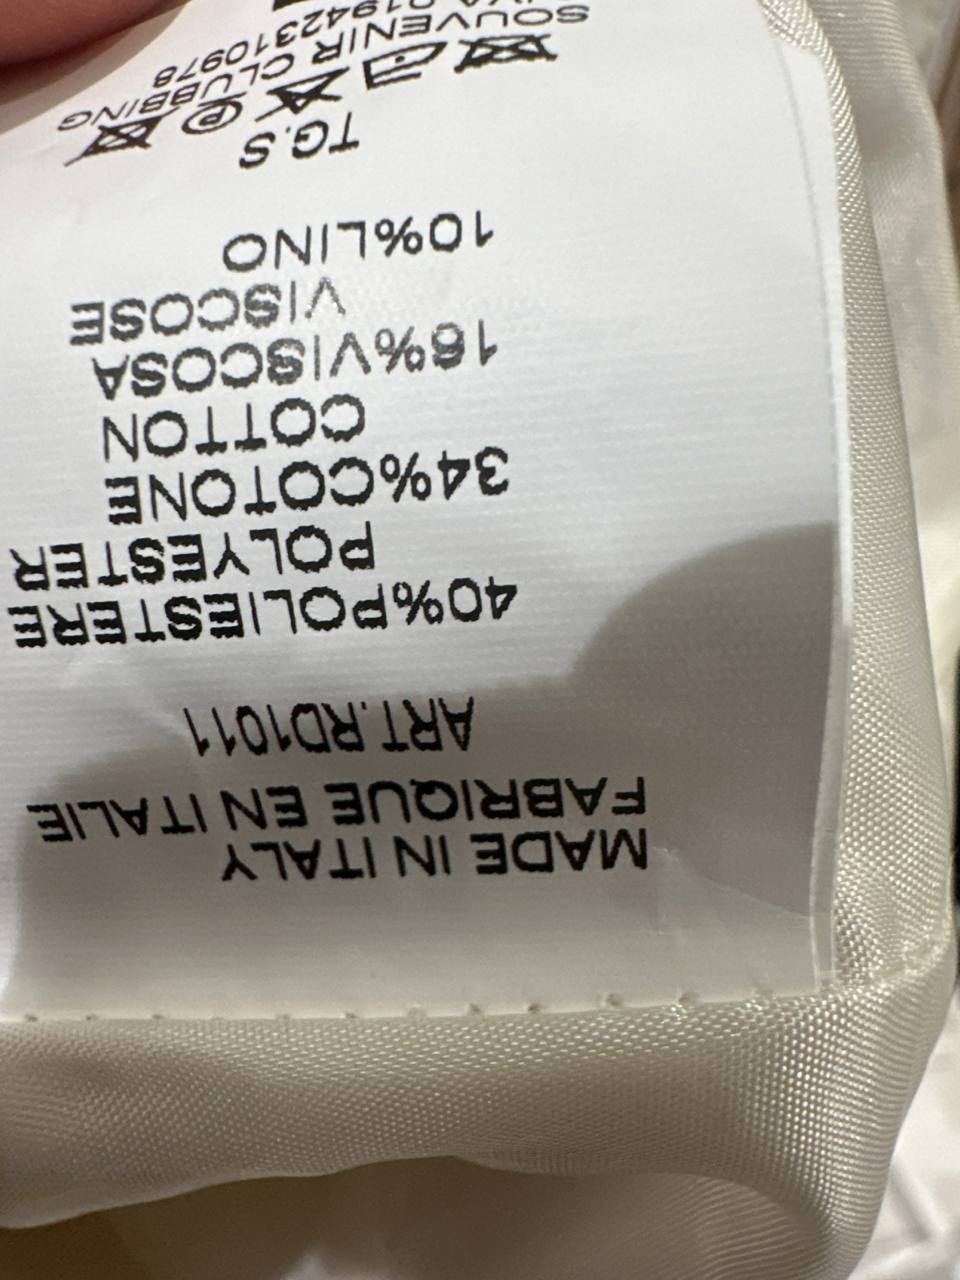 MADE IN ITALY
FABRIQUE EN ITALIE
ART.RD1011
40%POLIESTERE
POLYESTER
34%COTONE
COTTON
16%VISCOSA
VISCOSE
10%LINO
TG.S
P
SOUVENIR CLUBBING